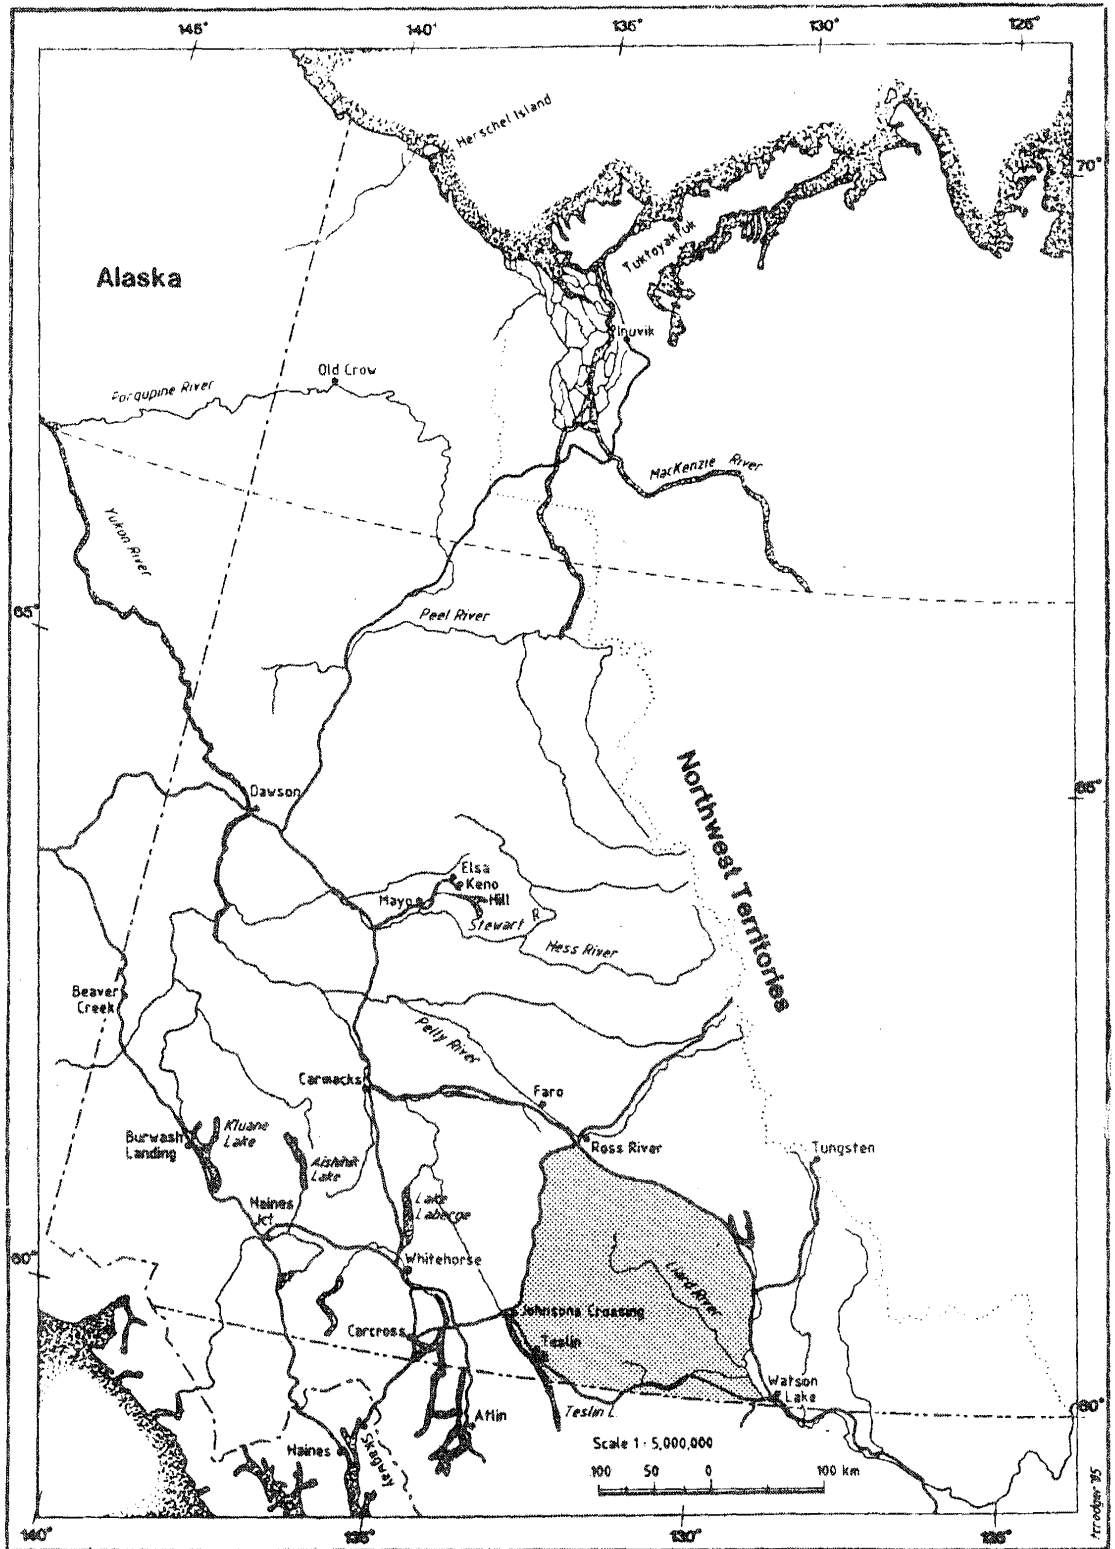 145°
140°
135°
130°
125°
Herschel Island
70°
Tuktoyaktuk
Alaska
Inuvik
Old Crow
Porqupine River
MacKenzie River
Yukon River
65°
Peel River
Northwest Territories
65°
Dawson
Elsa
Keno
Hill
Mayo
Stewart R
Hess River
Beaver
Creek
Pelly River
Carmacks
Faro
Ross River
Tungsten
Burwash
Landing
Kluane
Lake
Aishihik
Lake
Lake
Laberge
Haines
Jct
60°
Whitehorse
Liard River
Johnsons Crossing
Carcross
Teslin
Watson
Lake
60°
Teslin L.
Atlin
Haines
Skagway
Scale 1 : 5,000,000
100 50 0 100 km
140°
135°
130°
125°